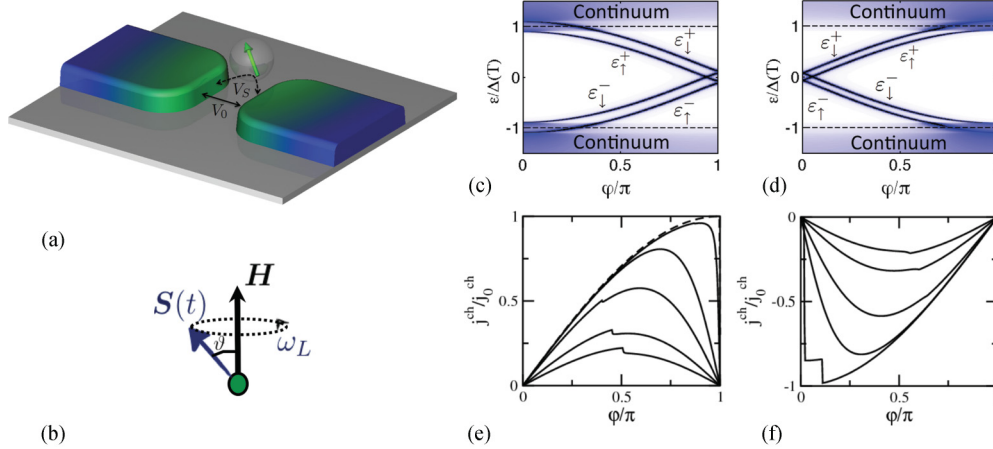 V_S
V_0
(a)
H
S(t)
ϑ
ω_L
(b)
Continuum
ε/Δ(T)
1
0
-1
ε_↓^+
ε_↑^+
ε_↓^-
ε_↑^-
Continuum
0
0.5
1
φ/π
(c)
Continuum
ε/Δ(T)
1
0
-1
ε_↓^+
ε_↑^+
ε_↑^-
ε_↓^-
Continuum
0
0.5
φ/π
(d)
j^ch/j_0^ch
1
0.5
0
0
0.5
1
φ/π
(e)
j^ch/j_0^ch
0
-0.5
-1
0
0.5
φ/π
(f)